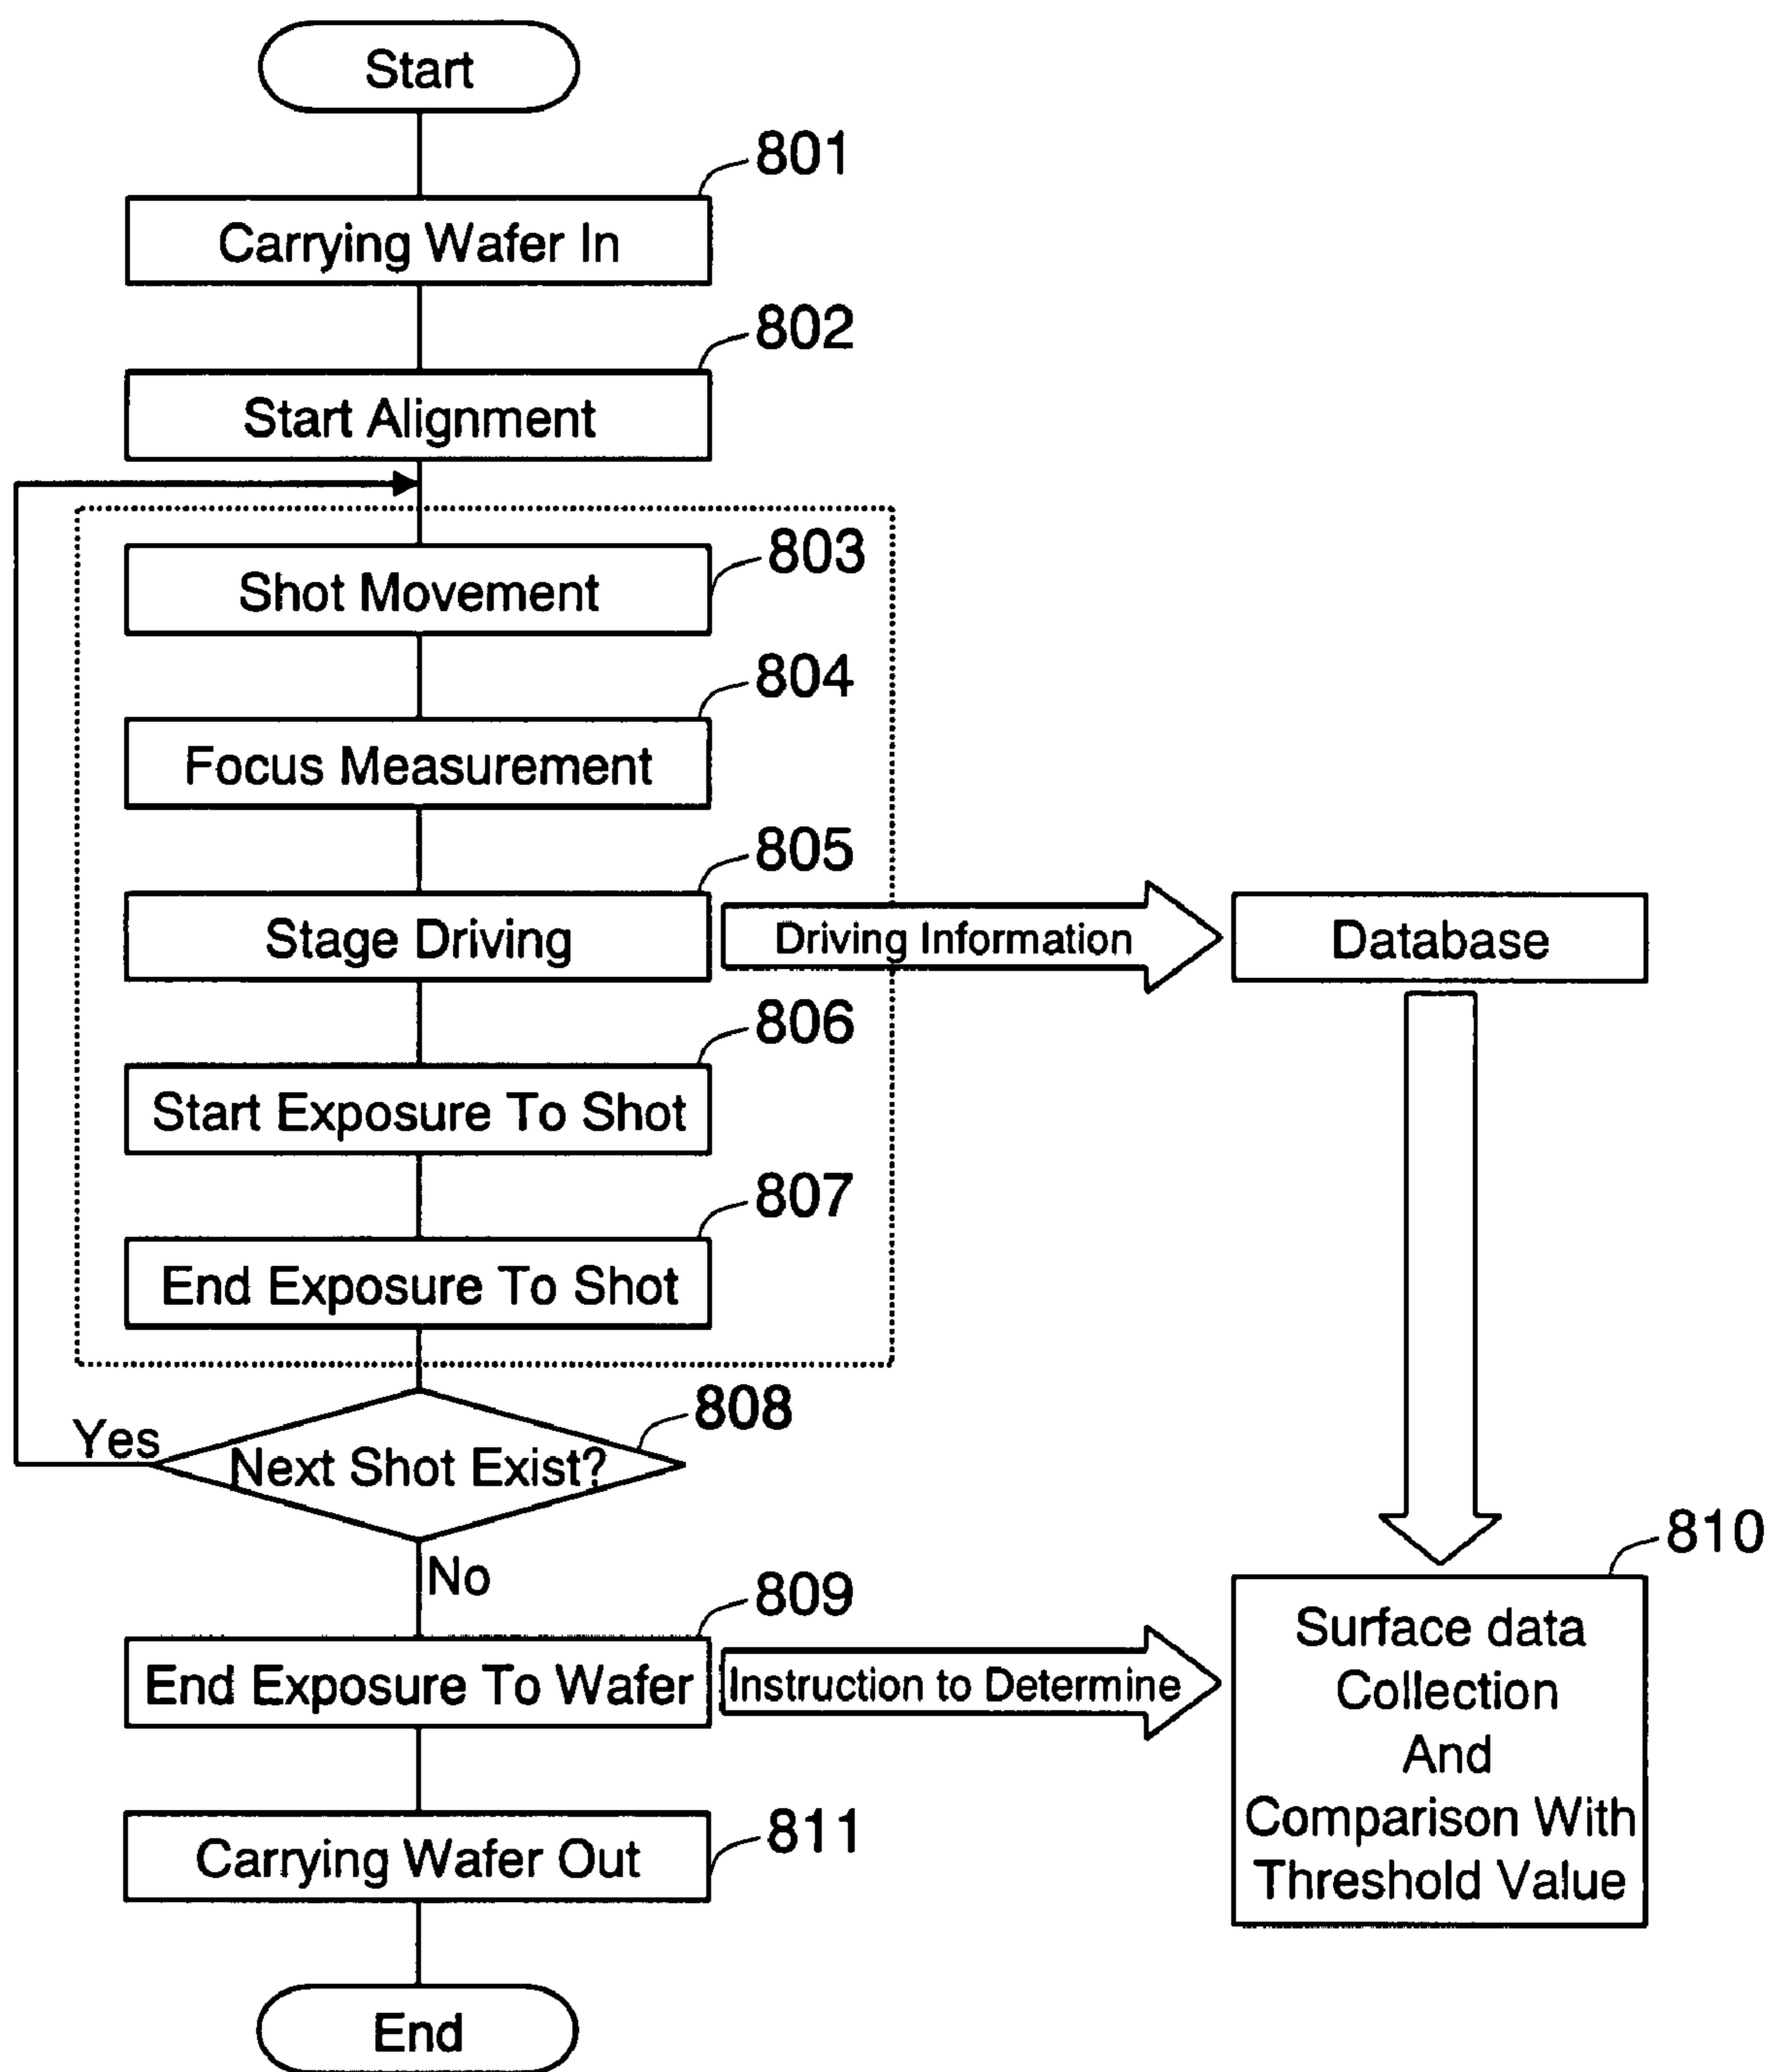 Start
801
Carrying Wafer In
802
Start Alignment
803
Shot Movement
804
Focus Measurement
805
Stage Driving
Driving Information
Database
806
Start Exposure To Shot
807
End Exposure To Shot
808
Yes
Next Shot Exist?
No
809
End Exposure To Wafer
Instruction to Determine
810
Surface data
Collection
And
Comparison With
Threshold Value
811
Carrying Wafer Out
End